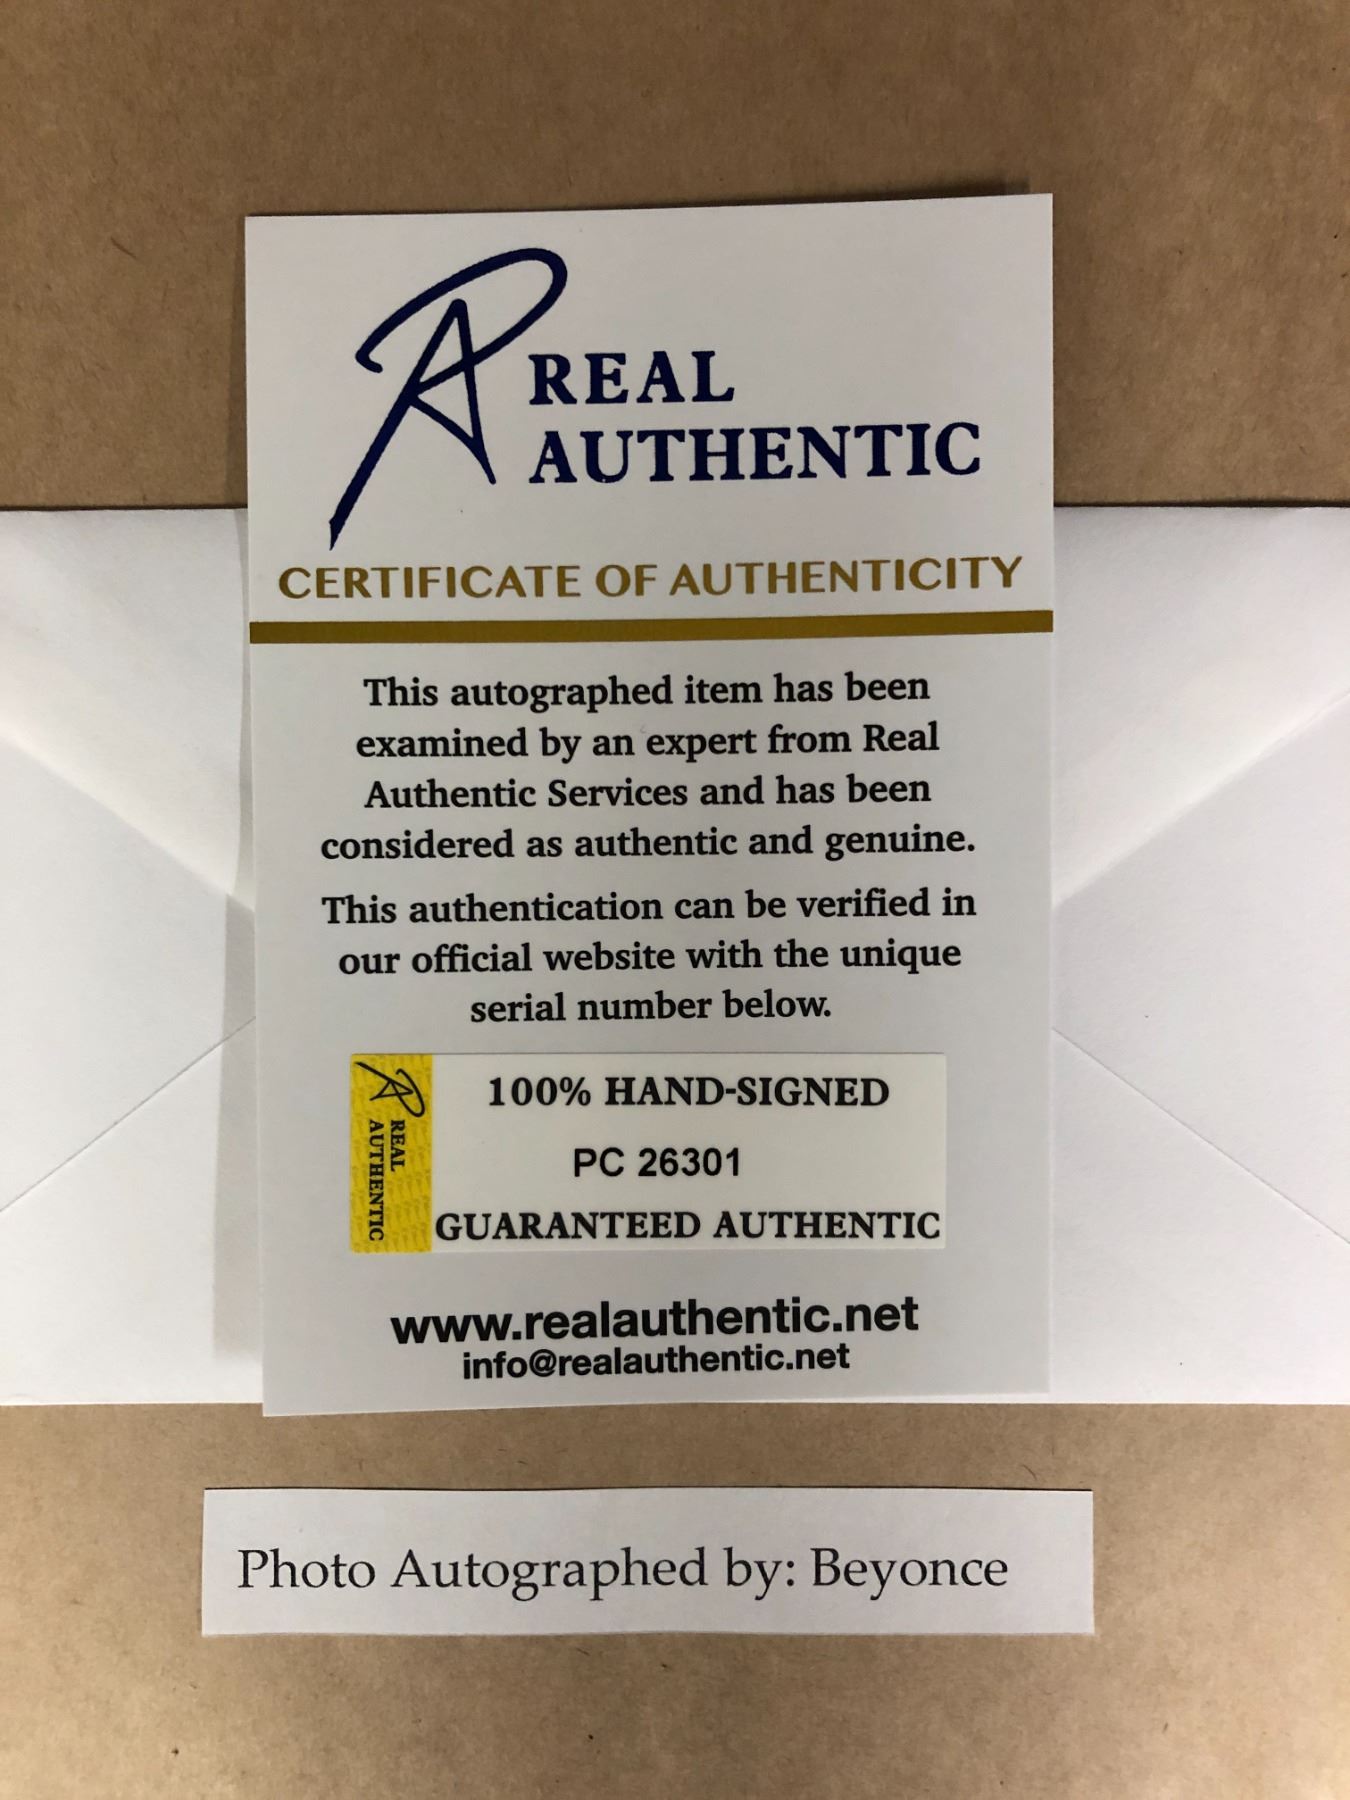 REAL
AUTHENTIC
CERTIFICATE OF AUTHENTICITY
This autographed item has been
examined by an expert from Real
Authentic Services and has been
considered as authentic and genuine.
This authentication can be verified in
our official website with the unique
serial number below.
REAL
AUTHENTIC
100% HAND-SIGNED
PC 26301
GUARANTEED AUTHENTIC
www.realauthentic.net
info@realauthentic.net
Photo Autographed by: Beyonce